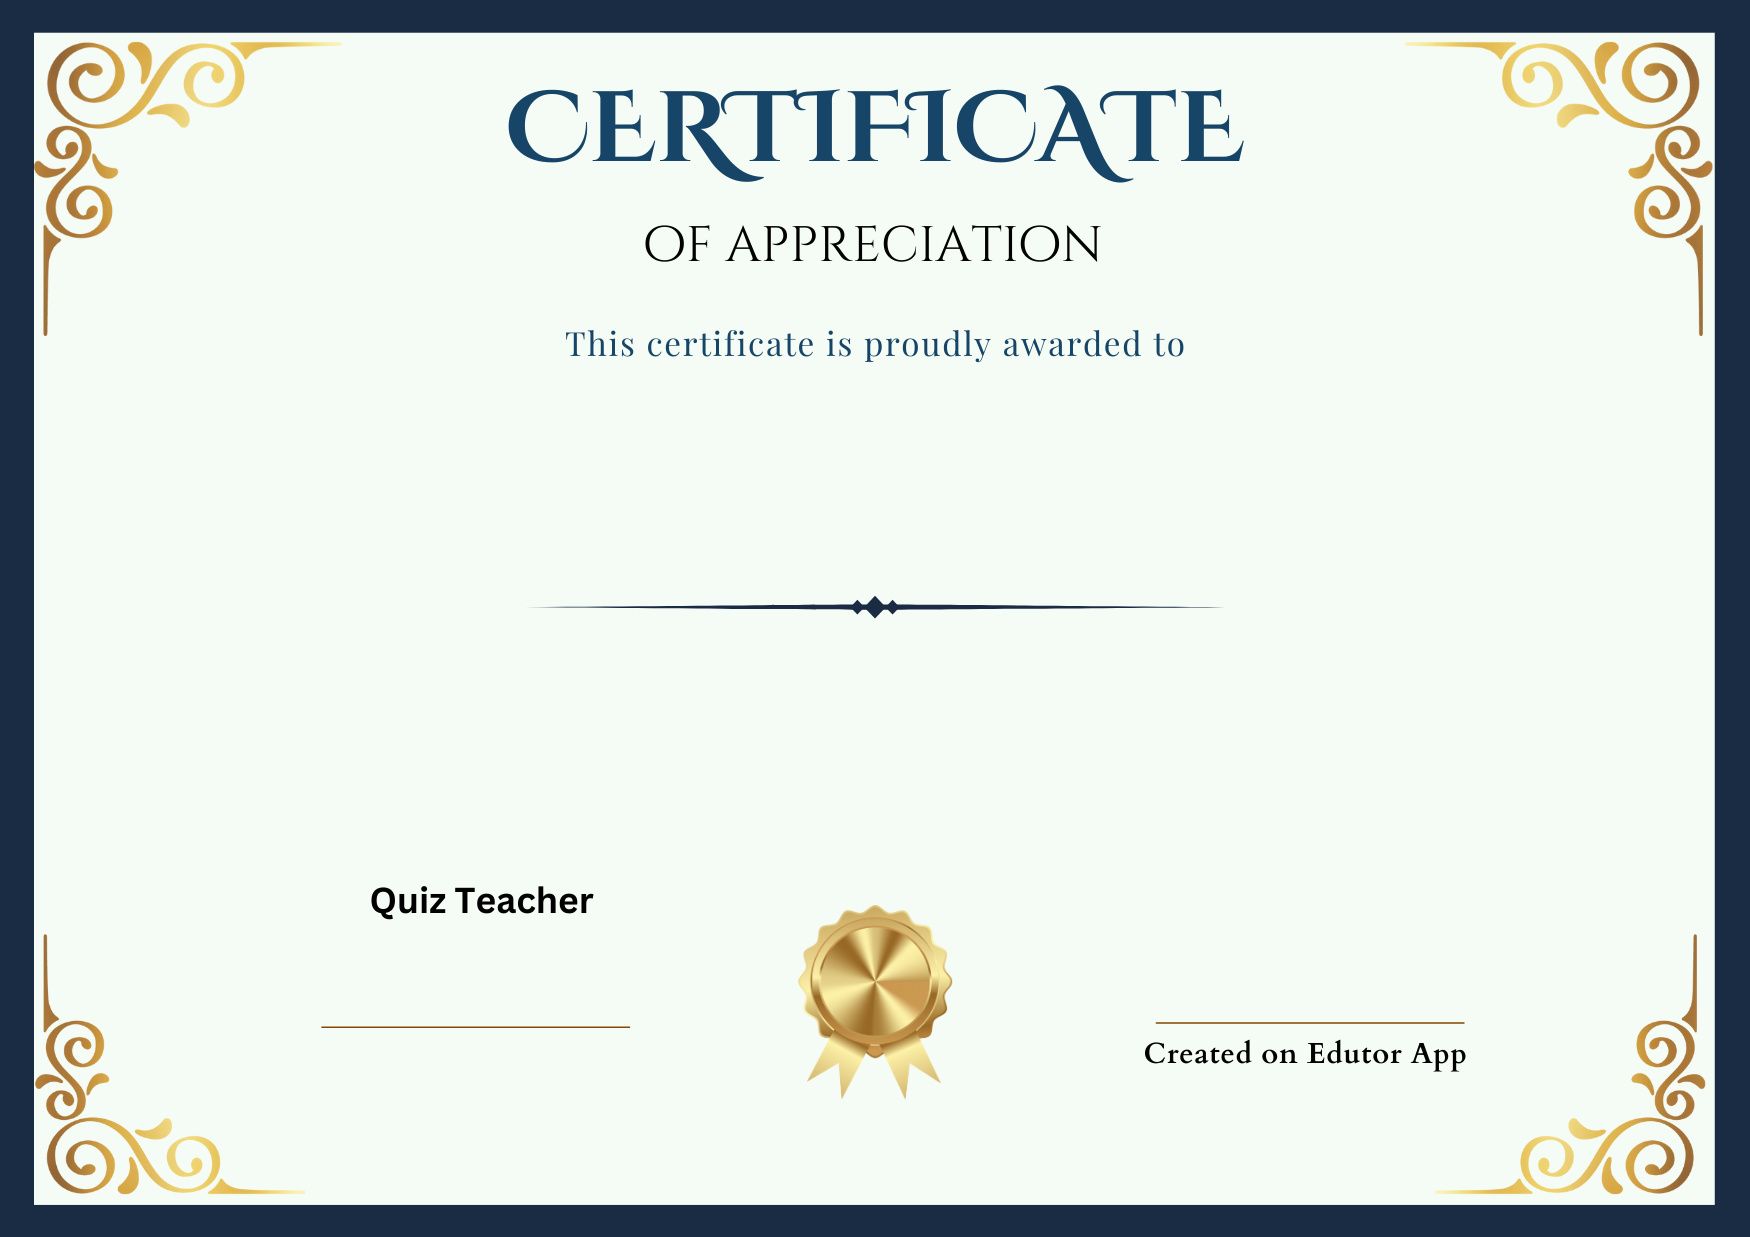 CERTIFICATE
OF APPRECIATION
This certificate is proudly awarded to
Quiz Teacher
Created on Edutor App